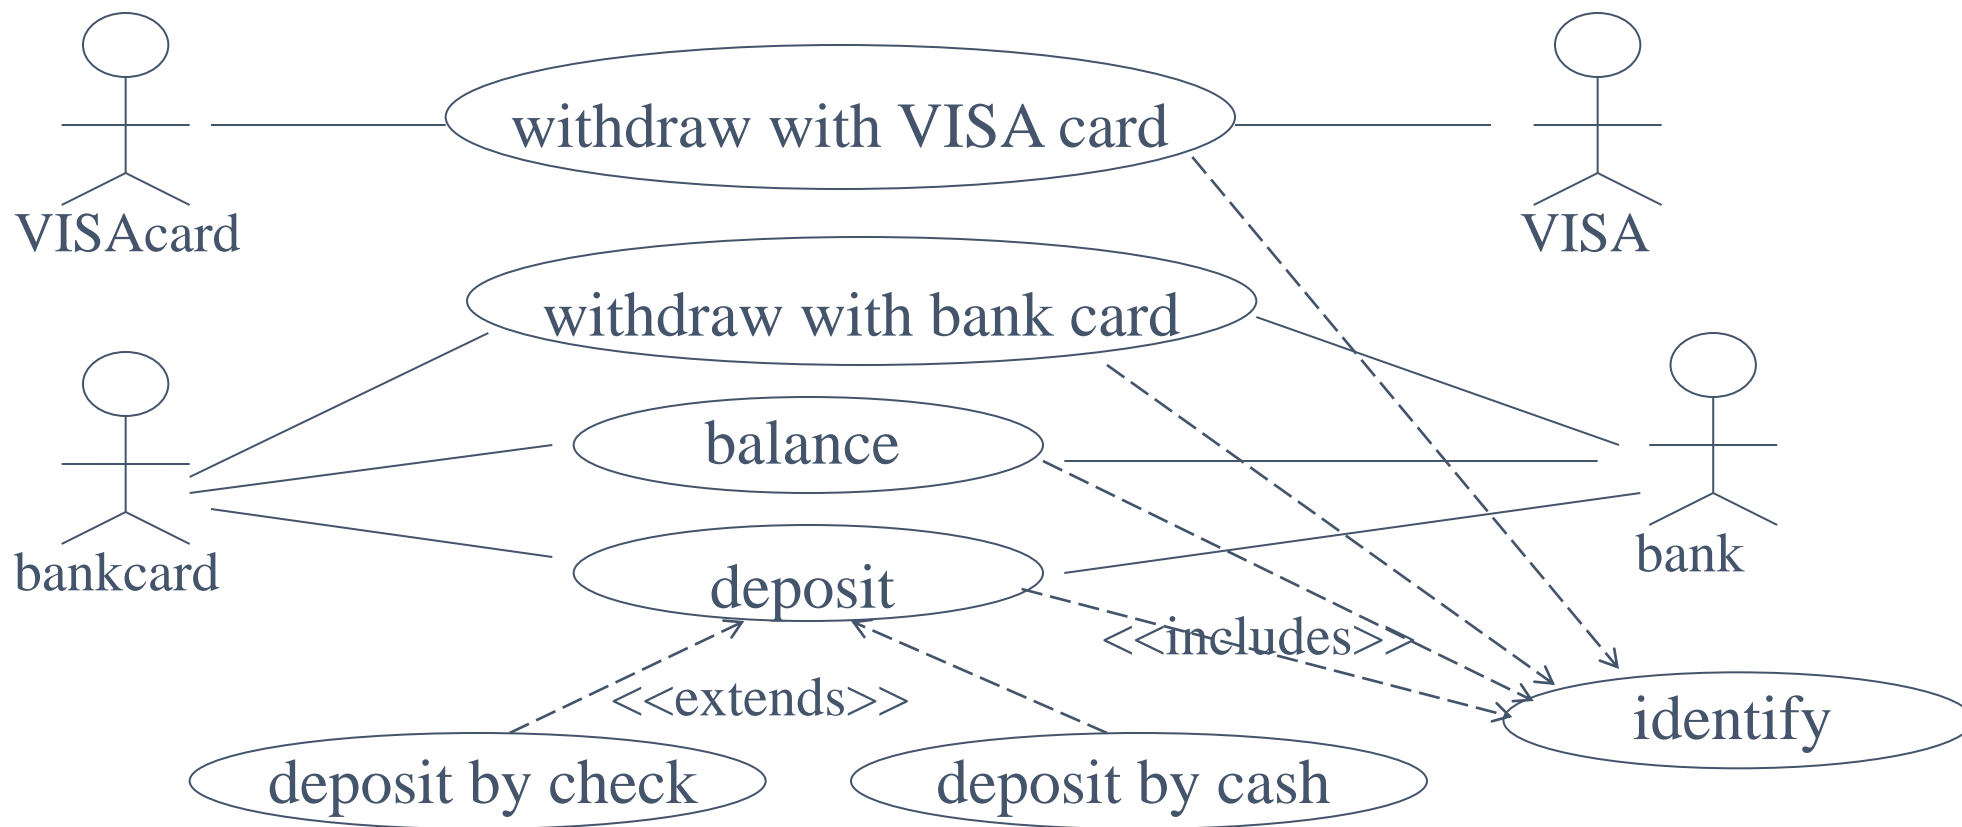 withdraw with VISA card
VISAcard
VISA
withdraw with bank card
balance
bankcard
bank
deposit
<<includes>>
<<extends>>
identify
deposit by check
deposit by cash